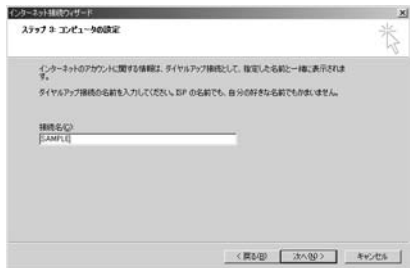 インターネット接続ウィザード
ステップ 3: コンピュータの設定
インターネットのアカウントに関する情報は、ダイヤルアップ接続として、指定した名前と一緒に表示されま
す。
ダイヤルアップ接続の名前を入力してください。ISP の名前でも、自分の好きな名前でもかまいません。
接続名(C)
SAMPLE
< 戻る(B)
次へ(N) >
キャンセル